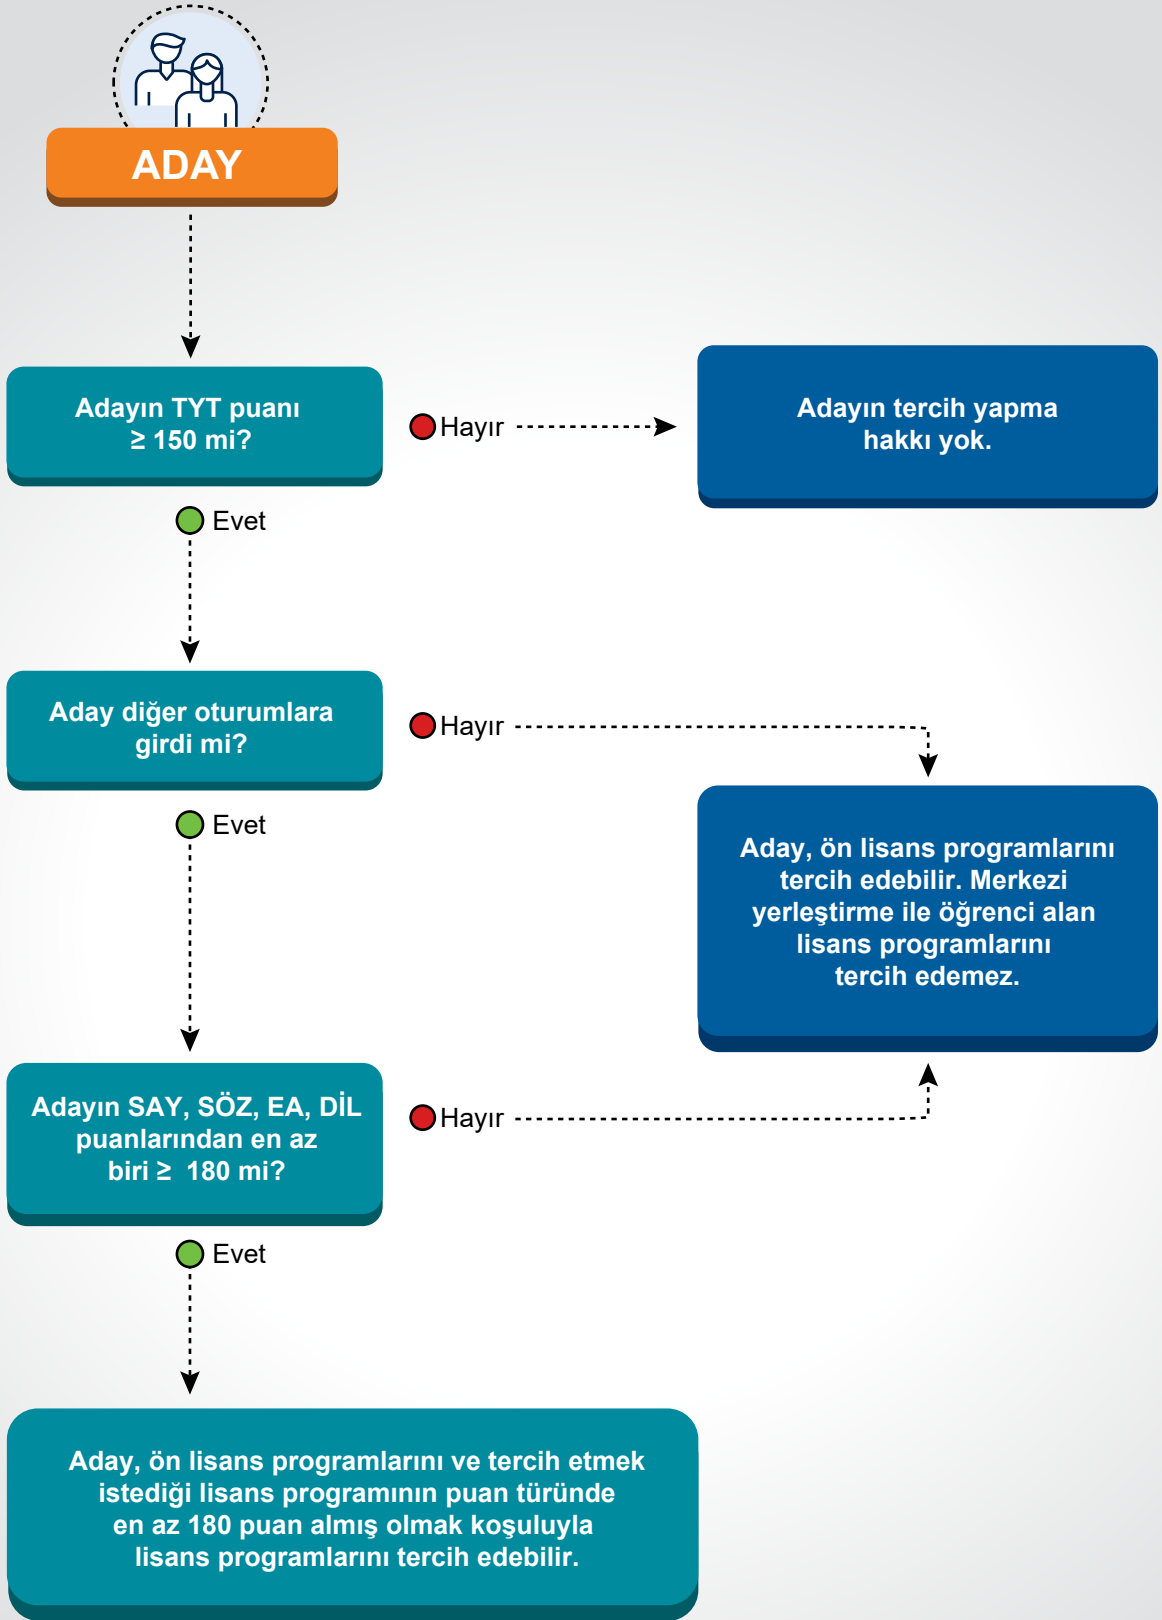 ADAY
Adayın TYT puanı
≥ 150 mi?
Hayır
Adayın tercih yapma
hakkı yok.
Evet
Aday diğer oturumlara
girdi mi?
Hayır
Evet
Aday, ön lisans programlarını
tercih edebilir. Merkezi
yerleştirme ile öğrenci alan
lisans programlarını
tercih edemez.
Adayın SAY, SÖZ, EA, DİL
puanlarından en az
biri ≥ 180 mi?
Hayır
Evet
Aday, ön lisans programlarını ve tercih etmek
istediği lisans programının puan türünde
en az 180 puan almış olmak koşuluyla
lisans programlarını tercih edebilir.